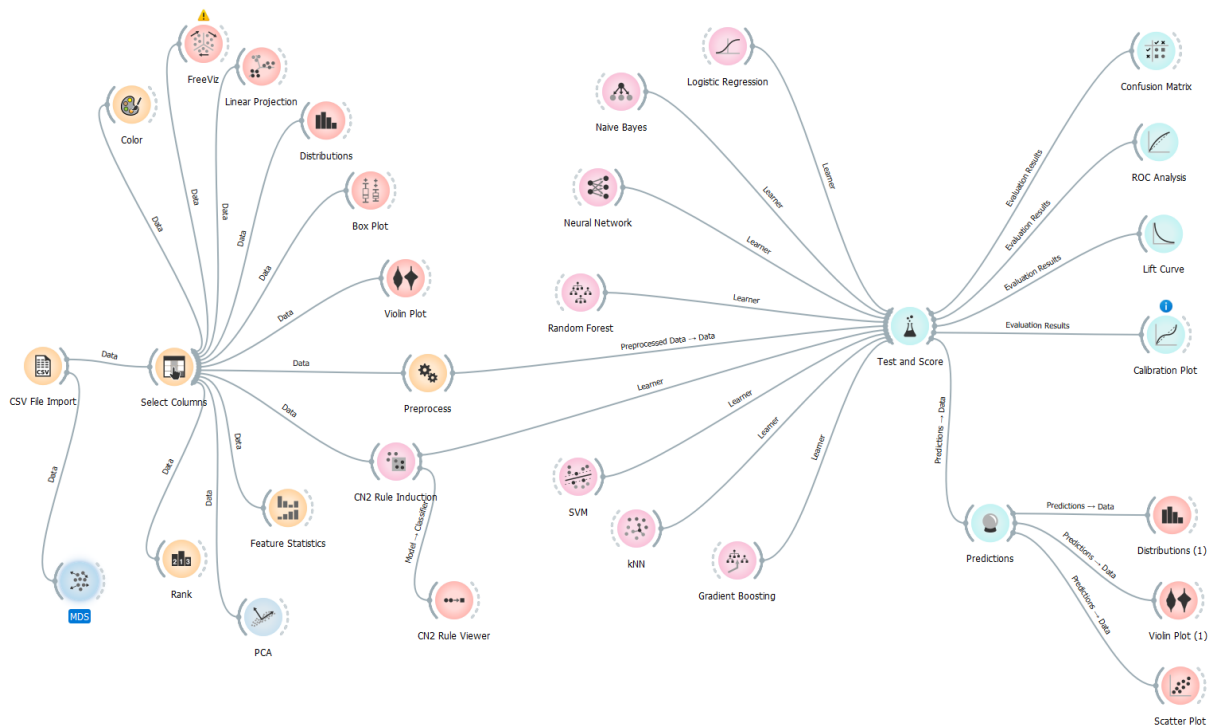 FreeViz
Linear Projection
Color
Distributions
Box Plot
Violin Plot
Data
Data
Data
Data
Data
Data
Data
CSV
CSV File Import
Data
Select Columns
Data
Preprocess
Data
Data
Data
Data
Data
MDS
Rank
PCA
Feature Statistics
CN2 Rule Induction
Model → Classifier
CN2 Rule Viewer
Logistic Regression
Naive Bayes
Neural Network
Random Forest
Learner
Learner
Learner
Learner
Preprocessed Data → Data
Learner
Learner
Learner
Learner
SVM
kNN
Gradient Boosting
Test and Score
Evaluation Results
Evaluation Results
Evaluation Results
Evaluation Results
Confusion Matrix
ROC Analysis
Lift Curve
Calibration Plot
Predictions → Data
Predictions
Predictions → Data
Predictions → Data
Predictions → Data
Distributions (1)
Violin Plot (1)
Scatter Plot